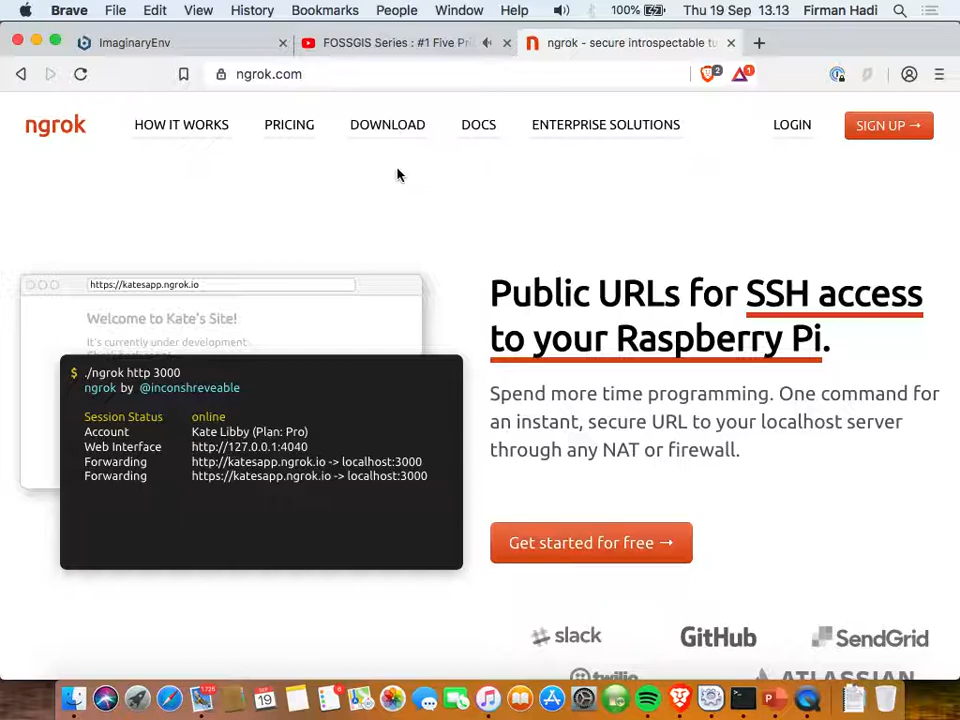 Brave File Edit View History Bookmarks People Window Help 100% Thu 19 Sep 13.13 Firman Hadi
ImaginaryEnv FOSSGIS Series : #1 Five Pri ngrok - secure introspectable tu
ngrok.com 2 1
ngrok HOW IT WORKS PRICING DOWNLOAD DOCS ENTERPRISE SOLUTIONS LOGIN SIGN UP →
https://katesapp.ngrok.io
Welcome to Kate's Site!
It's currently under development
$ ./ngrok http 3000
ngrok by @inconshreveable
Session Status online
Account Kate Libby (Plan: Pro)
Web Interface http://127.0.0.1:4040
Forwarding http://katesapp.ngrok.io -> localhost:3000
Forwarding https://katesapp.ngrok.io -> localhost:3000
Public URLs for SSH access
to your Raspberry Pi.
Spend more time programming. One command for
an instant, secure URL to your localhost server
through any NAT or firewall.
Get started for free →
slack GitHub SendGrid
twilio ATLASSIAN